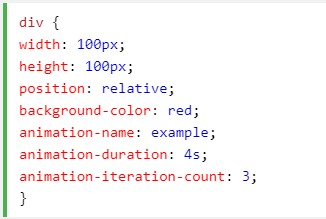 div {
width: 100px;
height: 100px;
position: relative;
background-color: red;
animation-name: example;
animation-duration: 4s;
animation-iteration-count: 3;
}